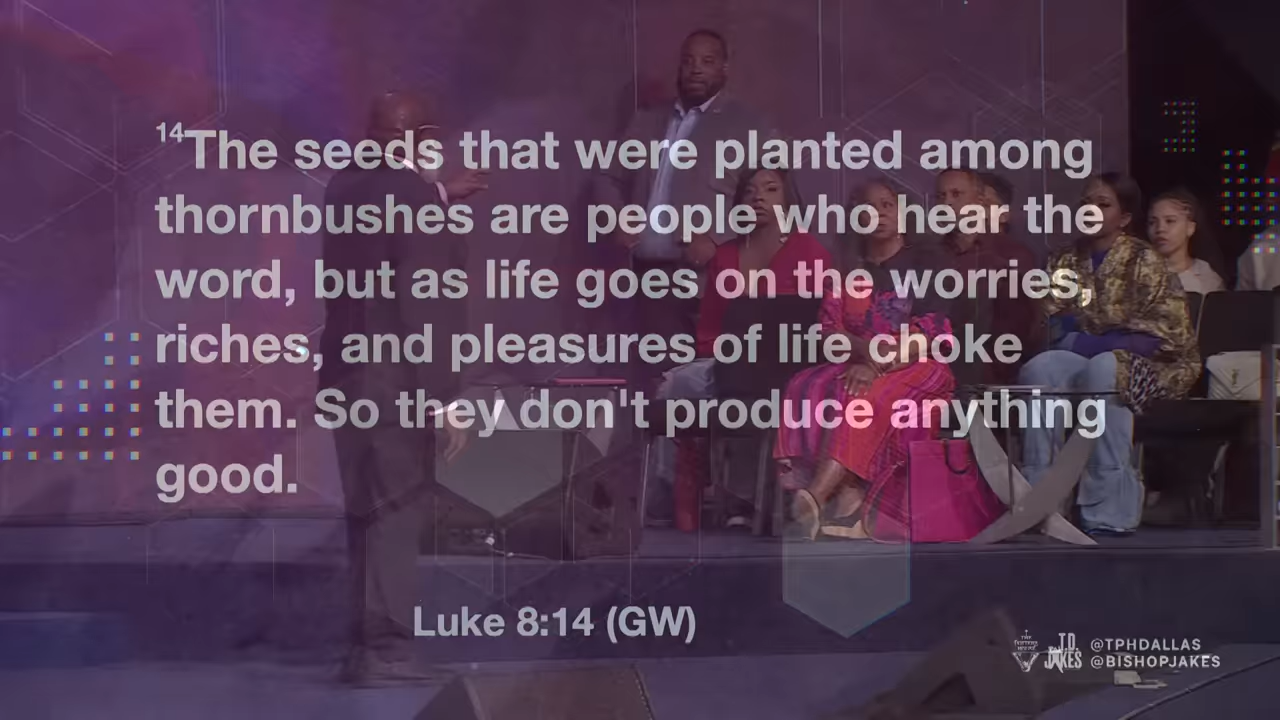 14The seeds that were planted among
thornbushes are people who hear the
word, but as life goes on the worries,
riches, and pleasures of life choke
them. So they don't produce anything
good.
Luke 8:14 (GW)
T.D. JAKES
@TPHDALLAS
@BISHOPJAKES